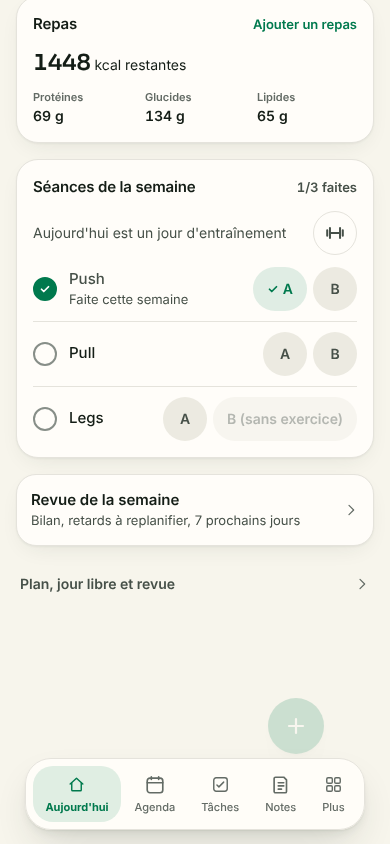 Repas
Ajouter un repas
1448 kcal restantes
Protéines
Glucides
Lipides
69 g
134 g
65 g
Séances de la semaine
1/3 faites
Aujourd'hui est un jour d'entraînement
Push
Faite cette semaine
A
B
Pull
A
B
Legs
A
B (sans exercice)
Revue de la semaine
Bilan, retards à replanifier, 7 prochains jours
Plan, jour libre et revue
Aujourd'hui
Agenda
Tâches
Notes
Plus